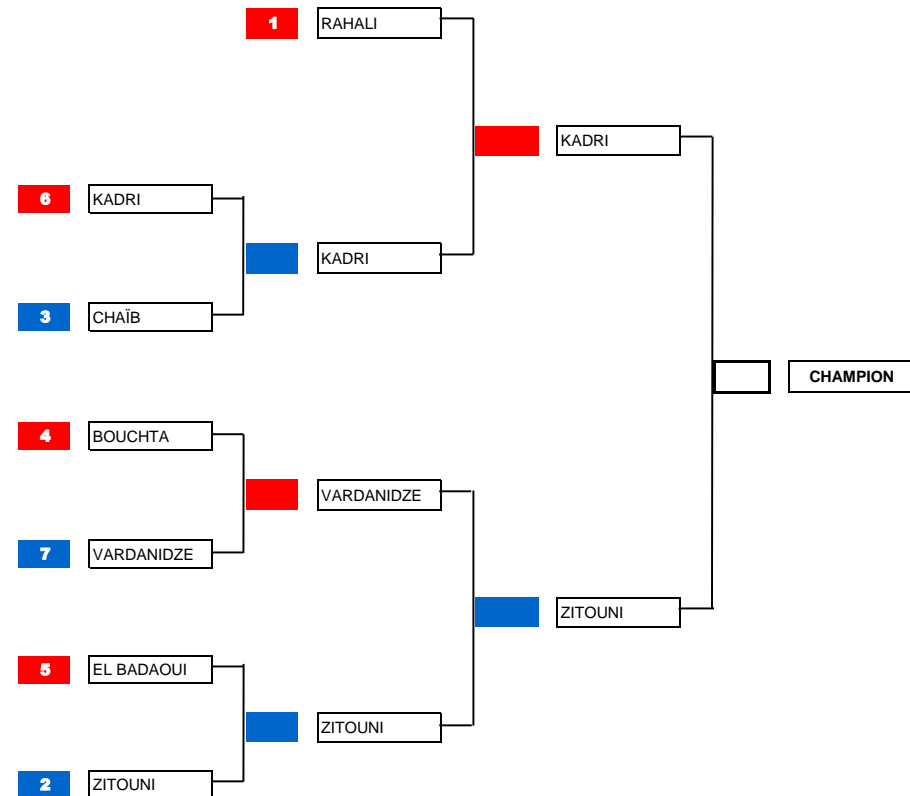 1 RAHALI
KADRI
6 KADRI
KADRI
3 CHAÏB
CHAMPION
4 BOUCHTA
VARDANIDZE
7 VARDANIDZE
ZITOUNI
5 EL BADAOUI
ZITOUNI
2 ZITOUNI